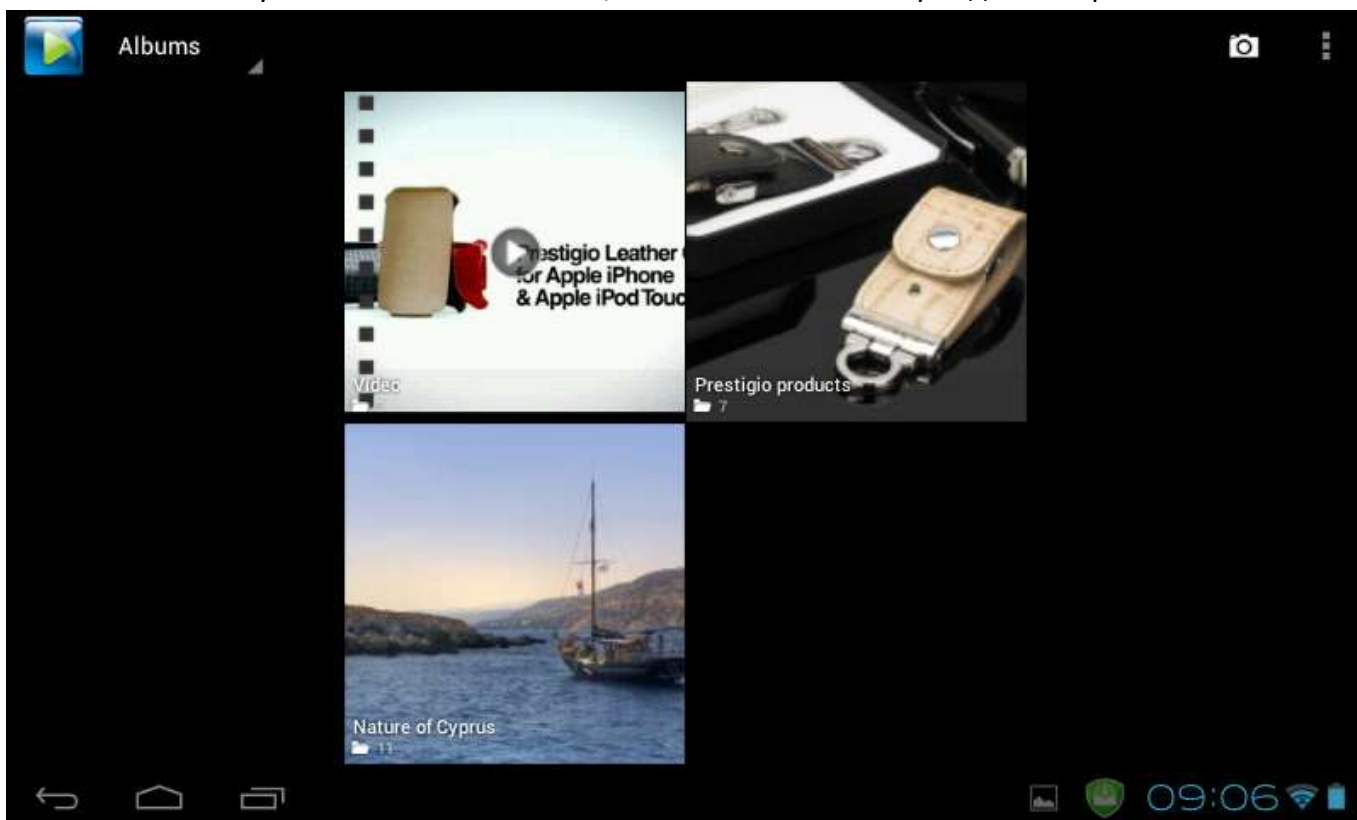 Albums
Prestigio Leather
for Apple iPhone
& Apple iPod Touc
Video
Prestigio products
7
Nature of Cyprus
11
09:06